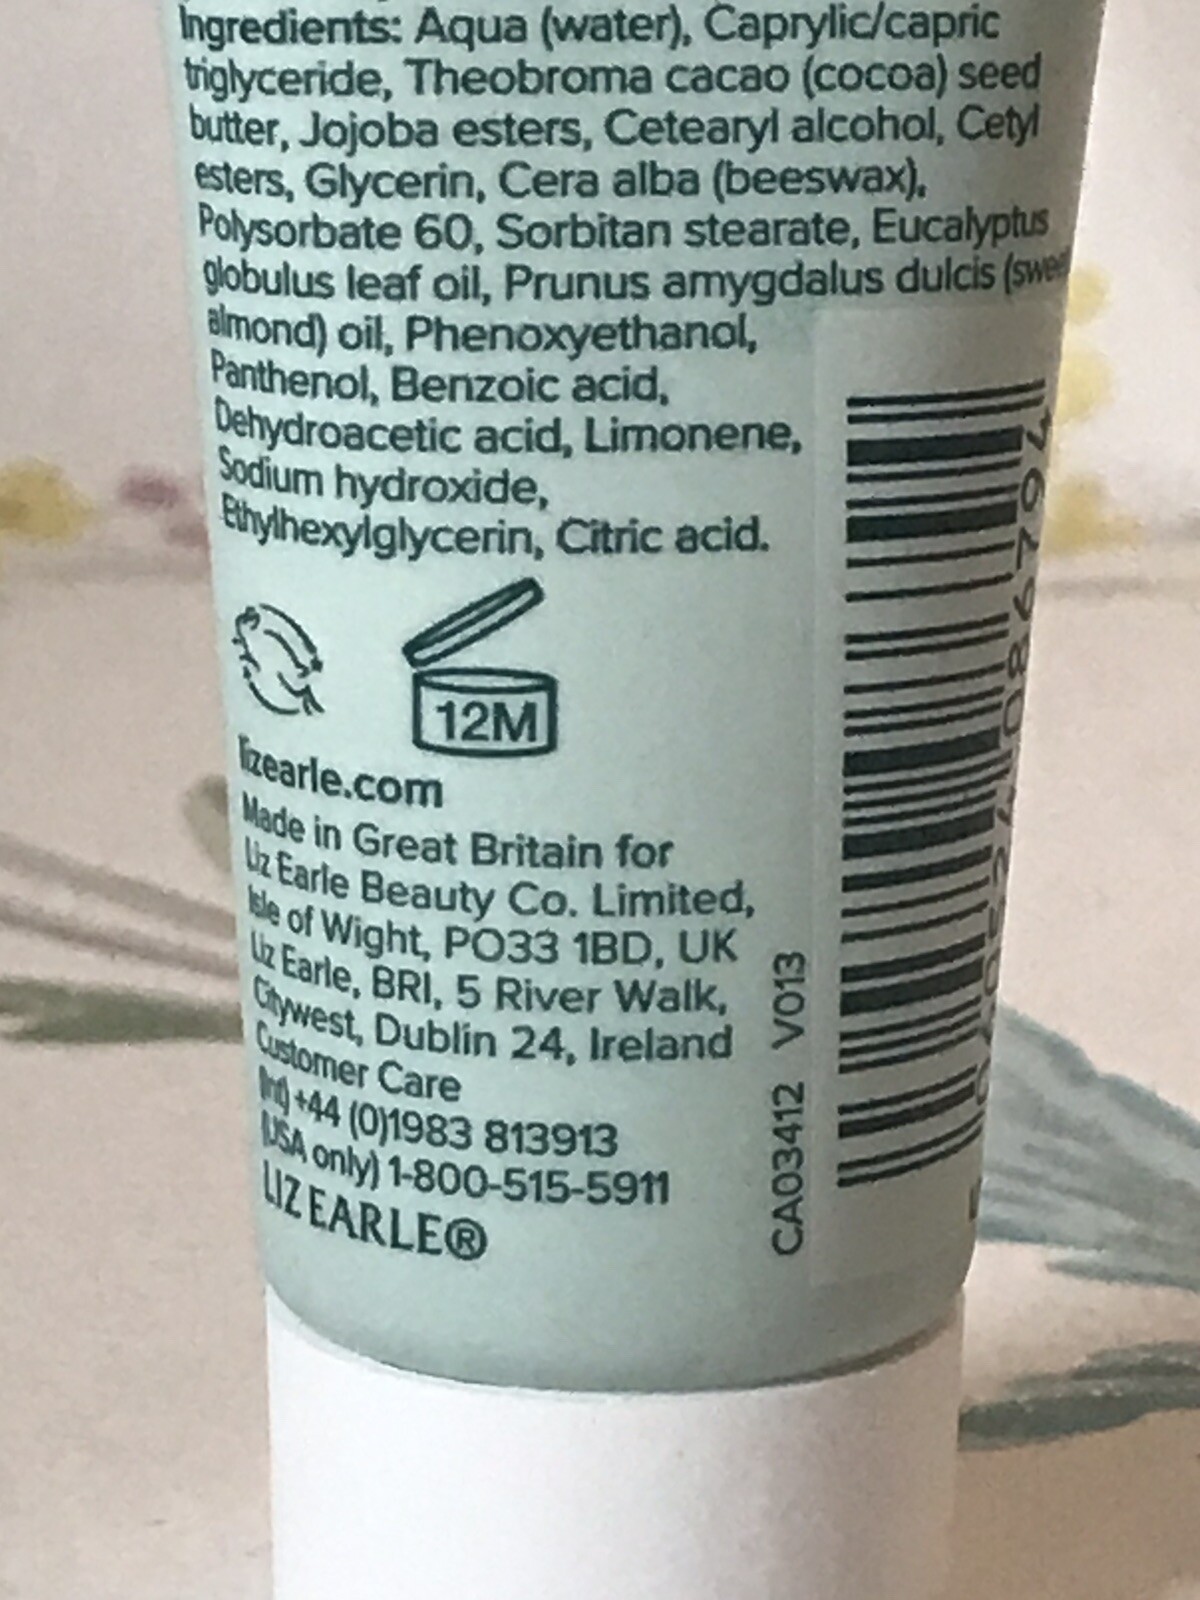 Ingredients: Aqua (water), Caprylic/capric
triglyceride, Theobroma cacao (cocoa) seed
butter, Jojoba esters, Cetearyl alcohol, Cetyl
esters, Glycerin, Cera alba (beeswax),
Polysorbate 60, Sorbitan stearate, Eucalyptus
globulus leaf oil, Prunus amygdalus dulcis (sweet
almond) oil, Phenoxyethanol,
Panthenol, Benzoic acid,
Dehydroacetic acid, Limonene,
Sodium hydroxide,
Ethylhexylglycerin, Citric acid.
12M
lizearle.com
Made in Great Britain for
Liz Earle Beauty Co. Limited,
Isle of Wight, PO33 1BD, UK
Liz Earle, BRI, 5 River Walk,
Citywest, Dublin 24, Ireland
Customer Care
(Int) +44 (0)1983 813913
(USA only) 1-800-515-5911
LIZ EARLE®
CA03412 V013